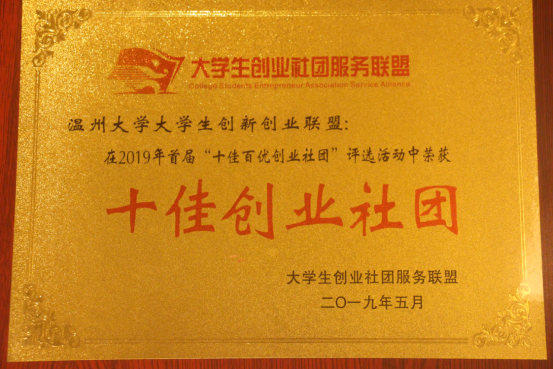 大学生创业社团服务联盟
College Students Entrepreneur Association Service Alliance
温州大学大学生创新创业联盟：
在2019年首届“十佳百优创业社团”评选活动中荣获
十佳创业社团
大学生创业社团服务联盟
二〇一九年五月